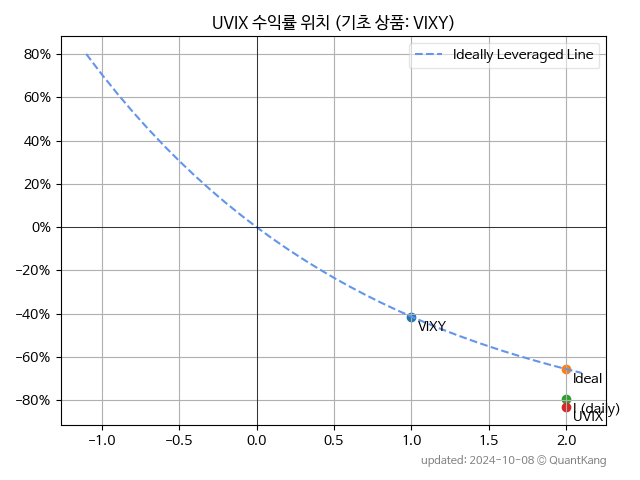 UVIX 수익률 위치 (기초 상품: VIXY)
Ideally Leveraged Line
80%
60%
40%
20%
0%
−20%
−40%
−60%
−80%
VIXY
Ideal
(daily)
UVIX
−1.0
−0.5
0.0
0.5
1.0
1.5
2.0
updated: 2024-10-08 © QuantKang